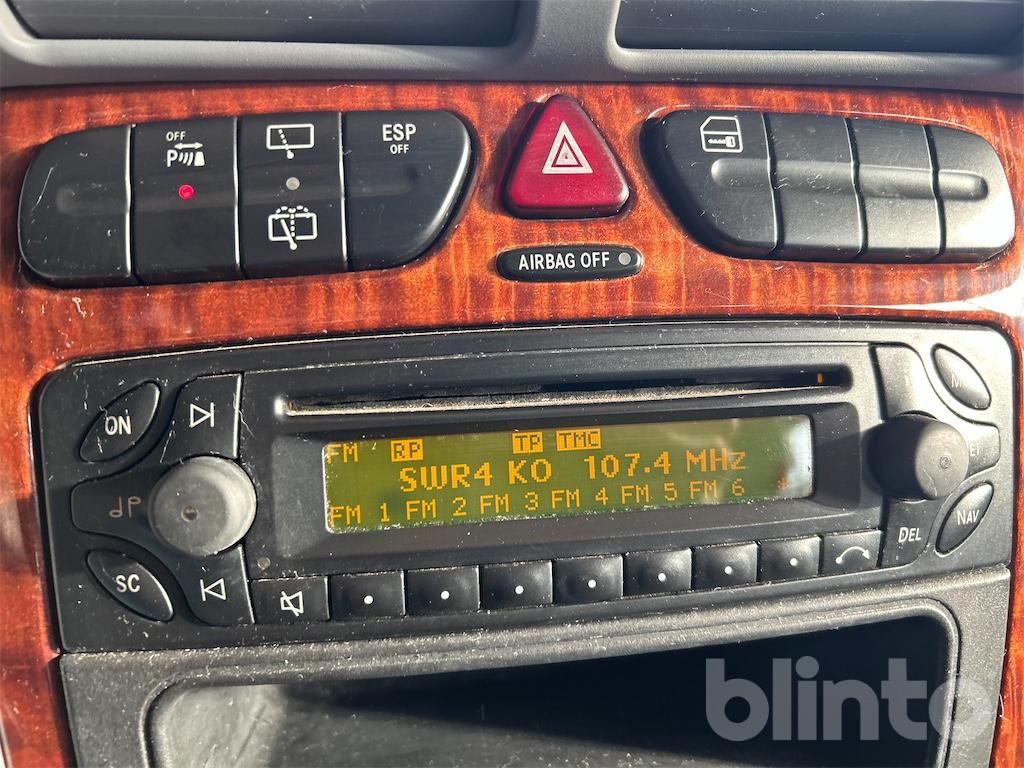 OFF
P
ESP
OFF
AIRBAG OFF
ON
FM RP TP TMC
SWR4 KO 107.4 MHz
FM 1 FM 2 FM 3 FM 4 FM 5 FM 6 *
SC
DEL
NAV
blinto